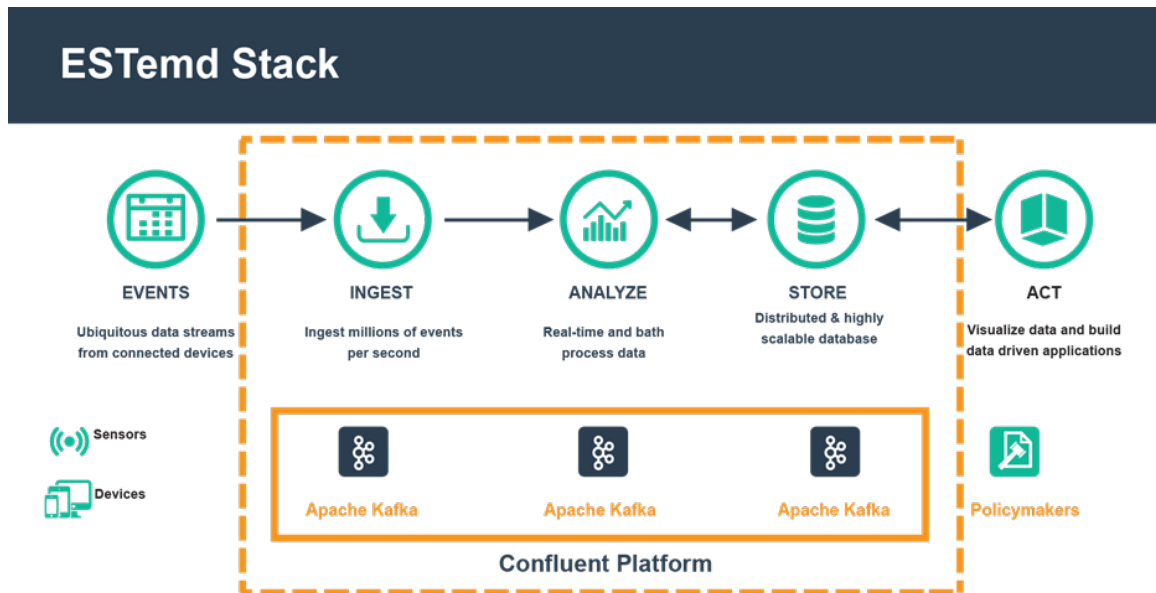 ESTemd Stack
EVENTS
Ubiquitous data streams
from connected devices
INGEST
Ingest millions of events
per second
ANALYZE
Real-time and bath
process data
STORE
Distributed & highly
scalable database
ACT
Visualize data and build
data driven applications
Sensors
Devices
Apache Kafka
Apache Kafka
Apache Kafka
Policymakers
Confluent Platform